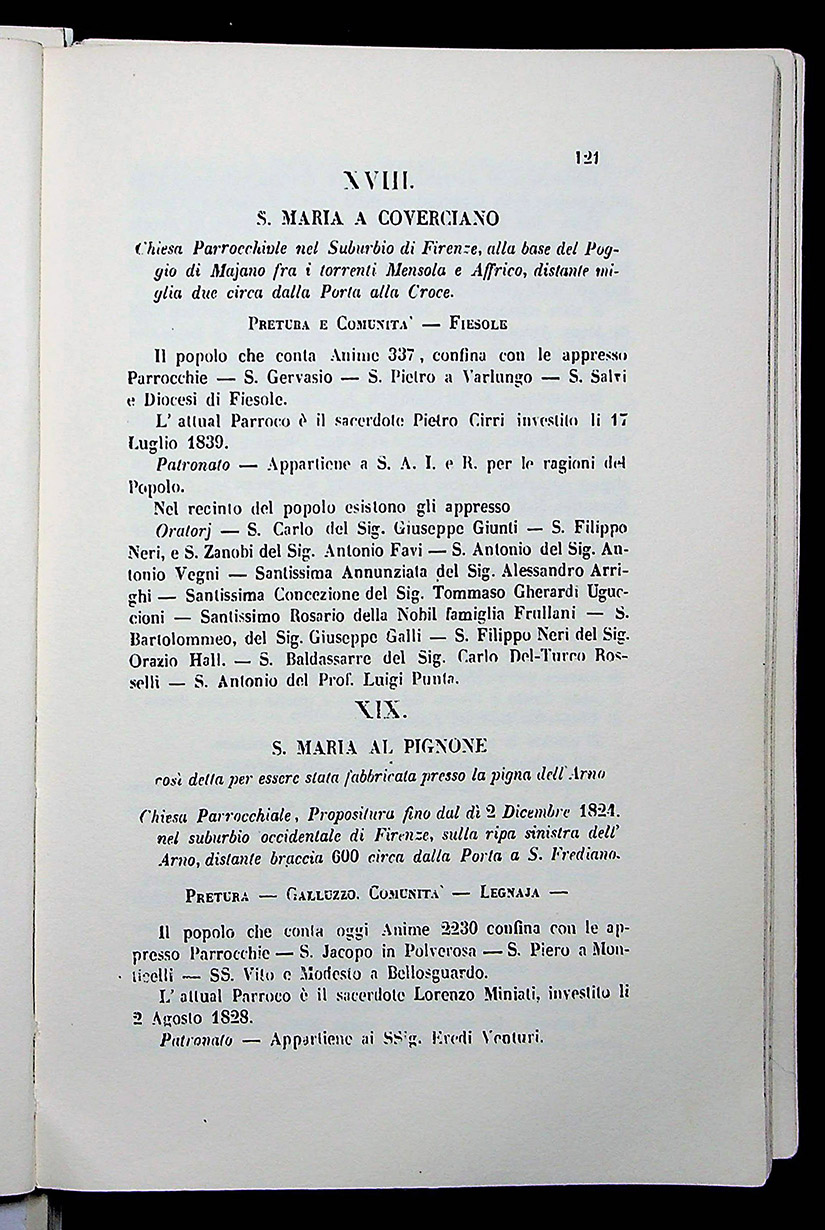 121
XVIII.
S. MARIA A COVERCIANO
Chiesa Parrocchiale nel Suburbio di Firenze, alla base del Pog-
gio di Majano fra i torrenti Mensola e Affrico, distante mi-
glia due circa dalla Porta alla Croce.
PRETURA E COMUNITA' — FIESOLE
Il popolo che conta Anime 337, confina con le appresso
Parrocchie — S. Gervasio — S. Pietro a Varlungo — S. Salvi
e Diocesi di Fiesole.
L' attual Parroco è il sacerdote Pietro Cirri investito li 17
Luglio 1839.
Patronato — Appartiene a S. A. I. e R. per le ragioni del
Popolo.
Nel recinto del popolo esistono gli appresso
Oratorj — S. Carlo del Sig. Giuseppe Giunti — S. Filippo
Neri, e S. Zanobi del Sig. Antonio Favi — S. Antonio del Sig. An-
tonio Vegni — Santissima Annunziata del Sig. Alessandro Arri-
ghi — Santissima Concezione del Sig. Tommaso Gherardi Uguc-
cioni — Santissimo Rosario della Nobil famiglia Frullani — S.
Bartolommeo, del Sig. Giuseppe Galli — S. Filippo Neri del Sig.
Orazio Hall. — S. Baldassarre del Sig. Carlo Del-Turco Ros-
selli — S. Antonio del Prof. Luigi Punta.
XIX.
S. MARIA AL PIGNONE
così detta per essere stata fabbricata presso la pigna dell'Arno
Chiesa Parrocchiale, Propositura fino dal dì 2 Dicembre 1821.
nel suburbio occidentale di Firenze, sulla ripa sinistra dell'
Arno, distante braccia 600 circa dalla Porta a S. Frediano.
PRETURA — GALLUZZO. COMUNITA' — LEGNAJA —
Il popolo che conta oggi Anime 2230 confina con le ap-
presso Parrocchie — S. Jacopo in Polverosa — S. Piero a Mon-
ticelli — SS. Vito e Modesto a Bellosguardo.
L' attual Parroco è il sacerdote Lorenzo Miniati, investito li
2 Agosto 1828.
Patronato — Appartiene ai SSig. Eredi Venturi.